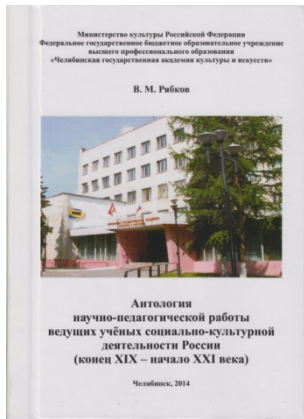 Министерство культуры Российской Федерации
Федеральное государственное бюджетное образовательное учреждение
высшего профессионального образования
«Челябинская государственная академия культуры и искусств»
В. М. Рябков
Антология
научно-педагогической работы
ведущих учёных социально-культурной
деятельности России
(конец XIX – начало XXI века)
Челябинск, 2014